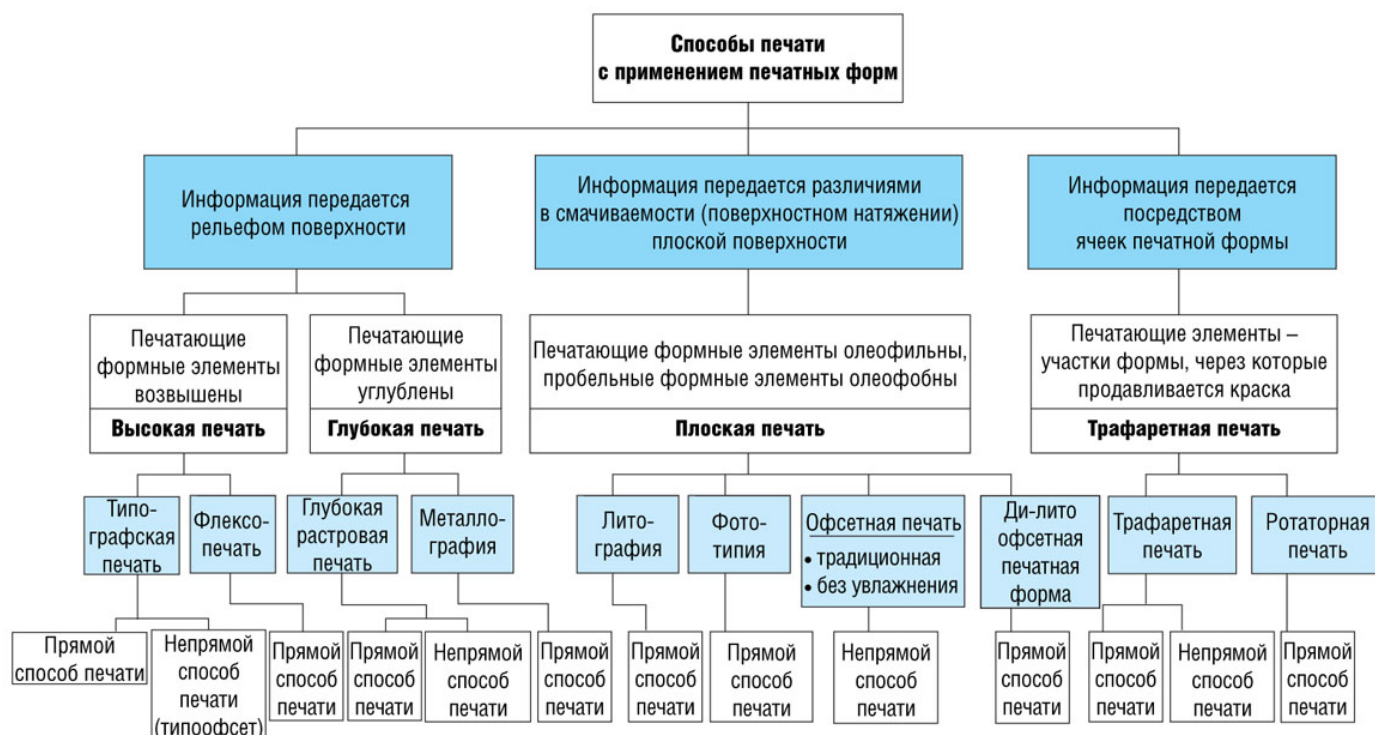 Способы печати
с применением печатных форм
Информация передается
рельефом поверхности
Информация передается различиями
в смачиваемости (поверхностном натяжении)
плоской поверхности
Информация передается
посредством
ячеек печатной формы
Печатающие
формные элементы
возвышены
Высокая печать
Печатающие
формные элементы
углублены
Глубокая печать
Печатающие формные элементы олеофильны,
пробельные формные элементы олеофобны
Плоская печать
Печатающие элементы –
участки формы, через которые
продавливается краска
Трафаретная печать
Типо-
графская
печать
Флексо-
печать
Глубокая
растровая
печать
Металло-
графия
Лито-
графия
Фото-
типия
Офсетная печать
• традиционная
• без увлажнения
Ди-лито
офсетная
печатная
форма
Трафаретная
печать
Ротаторная
печать
Прямой
способ печати
Непрямой
способ
печати
(типоофсет)
Прямой
способ
печати
Прямой
способ
печати
Непрямой
способ
печати
Прямой
способ
печати
Прямой
способ
печати
Прямой
способ
печати
Непрямой
способ
печати
Прямой
способ
печати
Прямой
способ
печати
Непрямой
способ
печати
Прямой
способ
печати